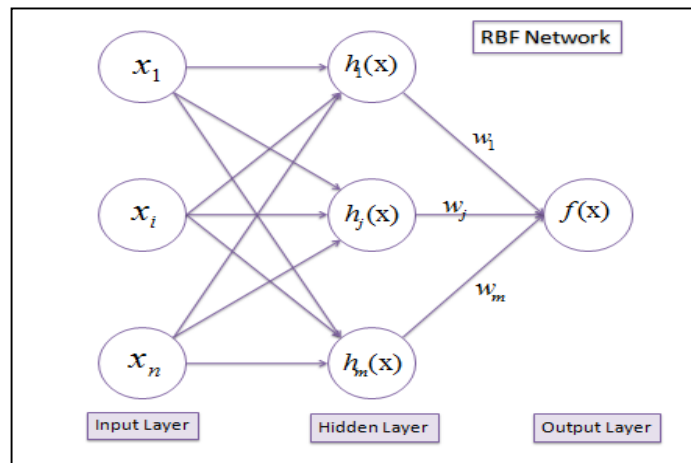 RBF Network
x₁
h₁(x)
w₁
xᵢ
hⱼ(x)
wⱼ
f(x)
wₘ
xₙ
hₘ(x)
Input Layer
Hidden Layer
Output Layer